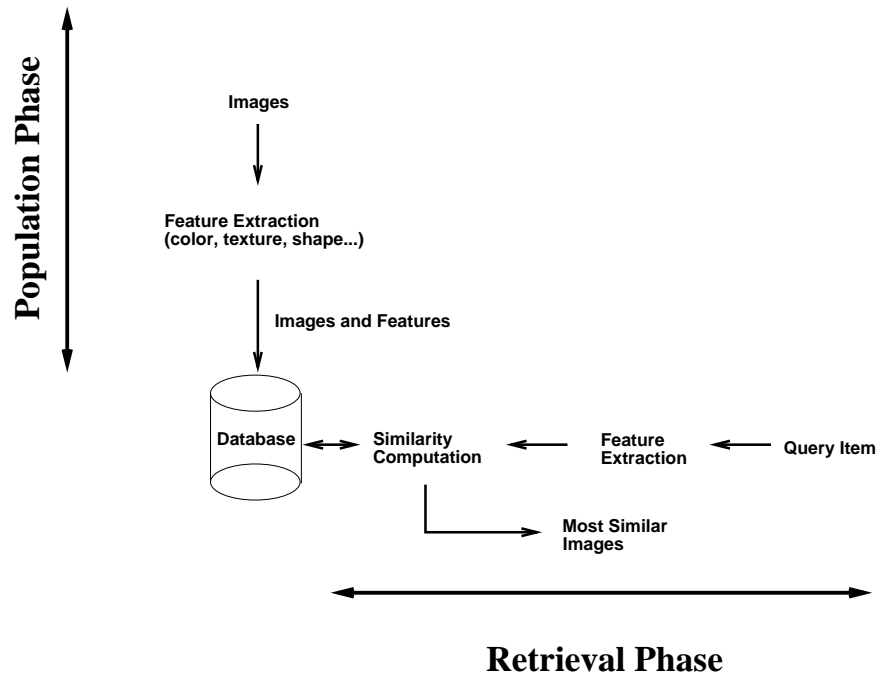 Population Phase
Images
Feature Extraction
(color, texture, shape...)
Images and Features
Database
Similarity
Computation
Feature
Extraction
Query Item
Most Similar
Images
Retrieval Phase